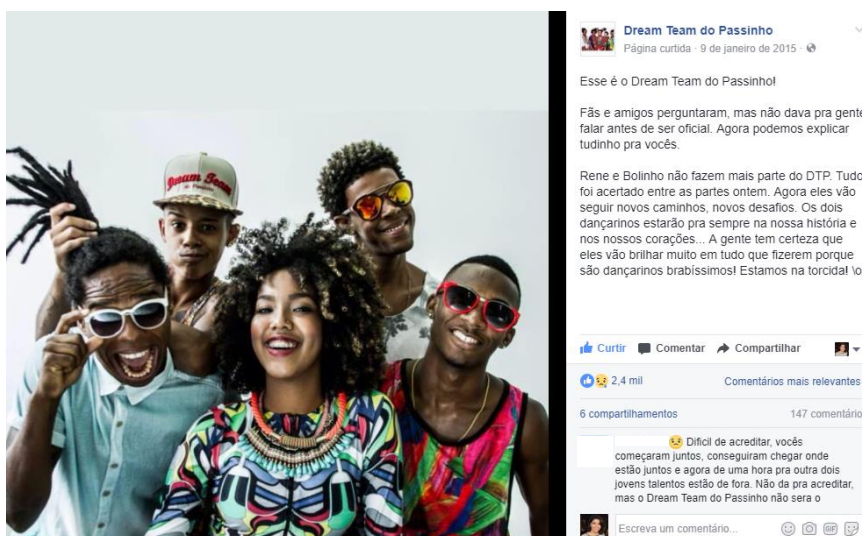 Dream Team
do Passinho
Dream Team do Passinho
Página curtida · 9 de janeiro de 2015 ·
Esse é o Dream Team do Passinho!
Fãs e amigos perguntaram, mas não dava pra gente
falar antes de ser oficial. Agora podemos explicar
tudinho pra vocês.
Rene e Bolinho não fazem mais parte do DTP. Tudo
foi acertado entre as partes ontem. Agora eles vão
seguir novos caminhos, novos desafios. Os dois
dançarinos estarão pra sempre na nossa história e
nos nossos corações... A gente tem certeza que
eles vão brilhar muito em tudo que fizerem porque
são dançarinos brabíssimos! Estamos na torcida! \o
Curtir Comentar Compartilhar
2,4 mil Comentários mais relevantes
6 compartilhamentos 147 comentário
Dificil de acreditar, vocês
começaram juntos, conseguiram chegar onde
estão juntos e agora de uma hora pra outra dois
jovens talentos estão de fora. Não da pra acreditar,
mas o Dream Team do Passinho não sera o
Escreva um comentário... GIF